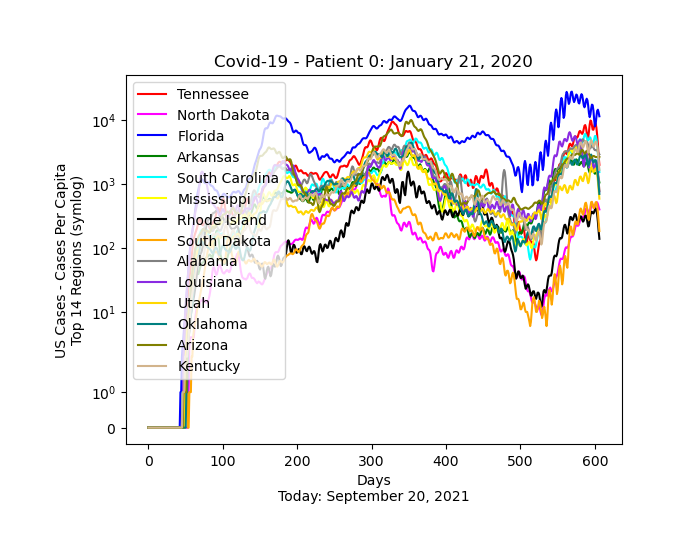 Covid-19 - Patient 0: January 21, 2020
US Cases - Cases Per Capita
Top 14 Regions (symlog)
10⁴
10³
10²
10¹
10⁰
0
Tennessee
North Dakota
Florida
Arkansas
South Carolina
Mississippi
Rhode Island
South Dakota
Alabama
Louisiana
Utah
Oklahoma
Arizona
Kentucky
0 100 200 300 400 500 600
Days
Today: September 20, 2021